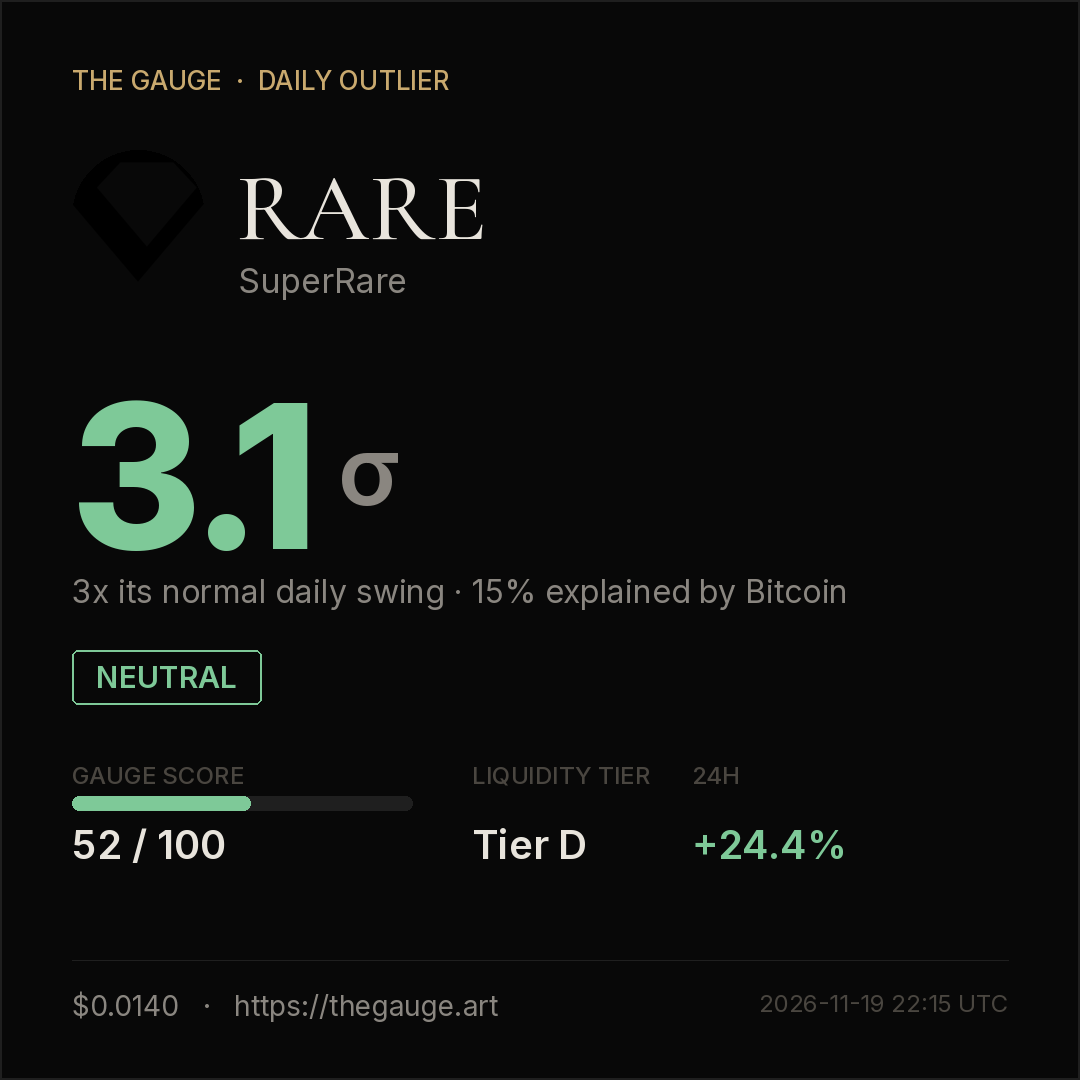 THE GAUGE · DAILY OUTLIER
RARE
SuperRare
3.1 σ
3x its normal daily swing · 15% explained by Bitcoin
NEUTRAL
GAUGE SCORE LIQUIDITY TIER 24H
52 / 100 Tier D +24.4%
$0.0140 · https://thegauge.art 2026-11-19 22:15 UTC